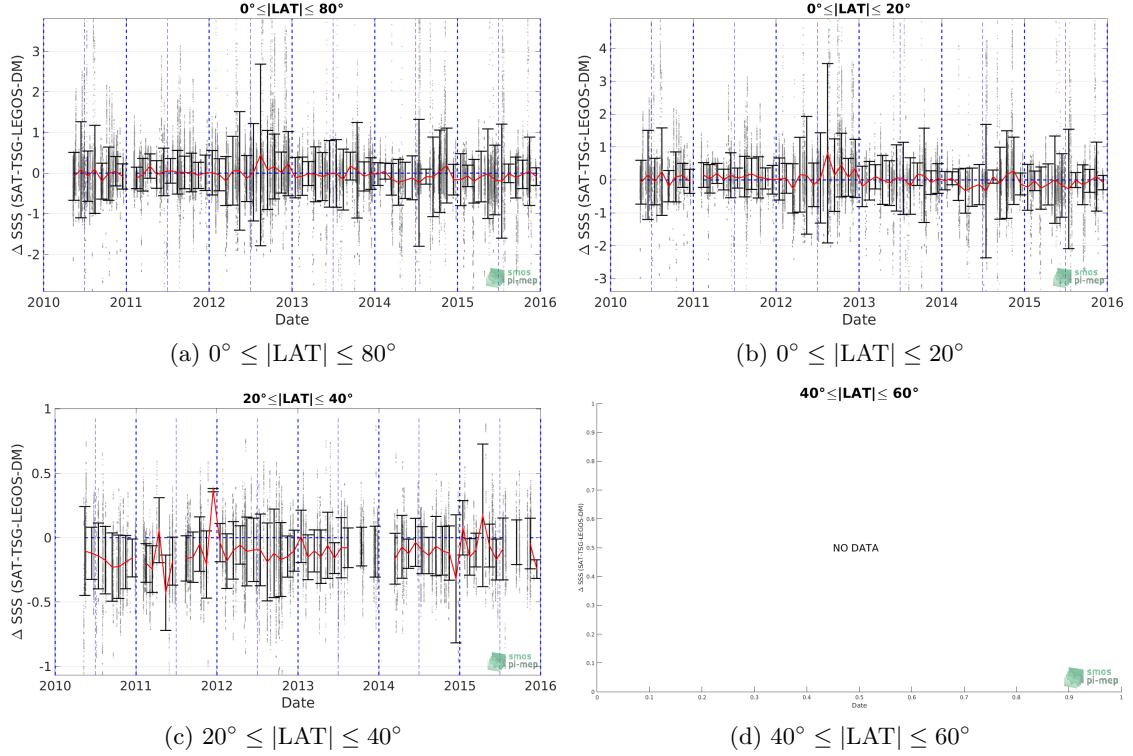 0°≤|LAT|≤ 80°
Δ SSS (SAT-TSG-LEGOS-DM)
3
2
1
0
-1
-2
2010 2011 2012 2013 2014 2015 2016
Date
smos
pi-mep
(a) 0° ≤ |LAT| ≤ 80°
0°≤|LAT|≤ 20°
Δ SSS (SAT-TSG-LEGOS-DM)
4
3
2
1
0
-1
-2
-3
2010 2011 2012 2013 2014 2015 2016
Date
smos
pi-mep
(b) 0° ≤ |LAT| ≤ 20°
20°≤|LAT|≤ 40°
Δ SSS (SAT-TSG-LEGOS-DM)
1
0.5
0
-0.5
-1
2010 2011 2012 2013 2014 2015 2016
Date
smos
pi-mep
(c) 20° ≤ |LAT| ≤ 40°
40°≤|LAT|≤ 60°
Δ SSS (SAT-TSG-LEGOS-DM)
1
0.9
0.8
0.7
0.6
0.5
0.4
0.3
0.2
0.1
0
NO DATA
0 0.1 0.2 0.3 0.4 0.5 0.6 0.7 0.8 0.9 1
Date
smos
pi-mep
(d) 40° ≤ |LAT| ≤ 60°